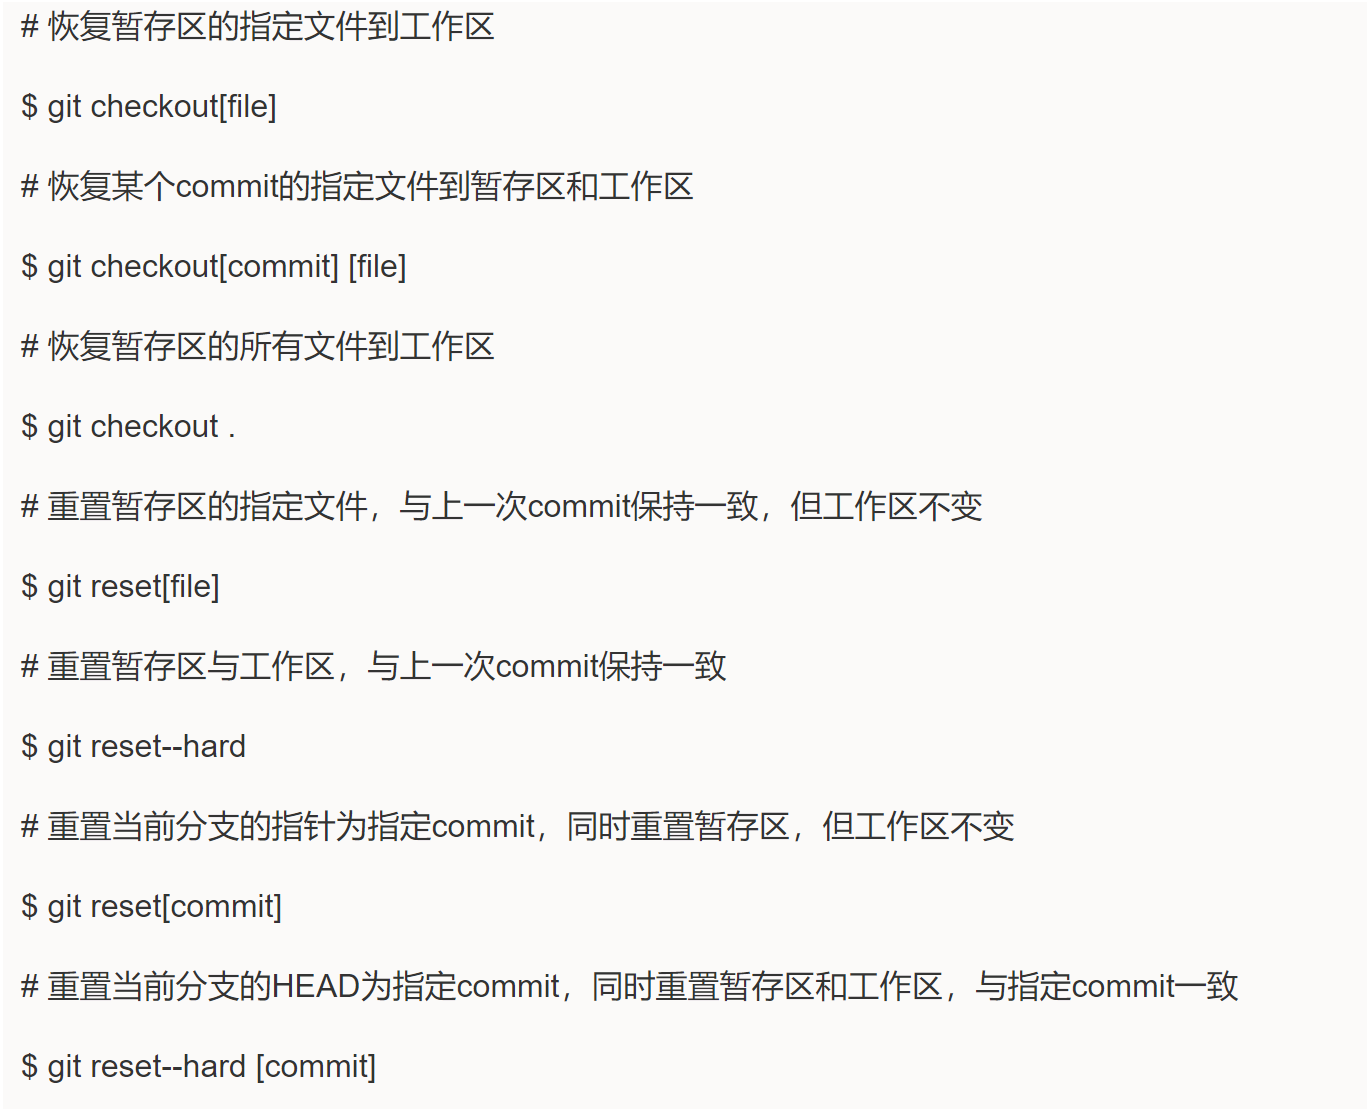 # 恢复暂存区的指定文件到工作区
$ git checkout[file]
# 恢复某个commit的指定文件到暂存区和工作区
$ git checkout[commit] [file]
# 恢复暂存区的所有文件到工作区
$ git checkout .
# 重置暂存区的指定文件，与上一次commit保持一致，但工作区不变
$ git reset[file]
# 重置暂存区与工作区，与上一次commit保持一致
$ git reset--hard
# 重置当前分支的指针为指定commit，同时重置暂存区，但工作区不变
$ git reset[commit]
# 重置当前分支的HEAD为指定commit，同时重置暂存区和工作区，与指定commit一致
$ git reset--hard [commit]